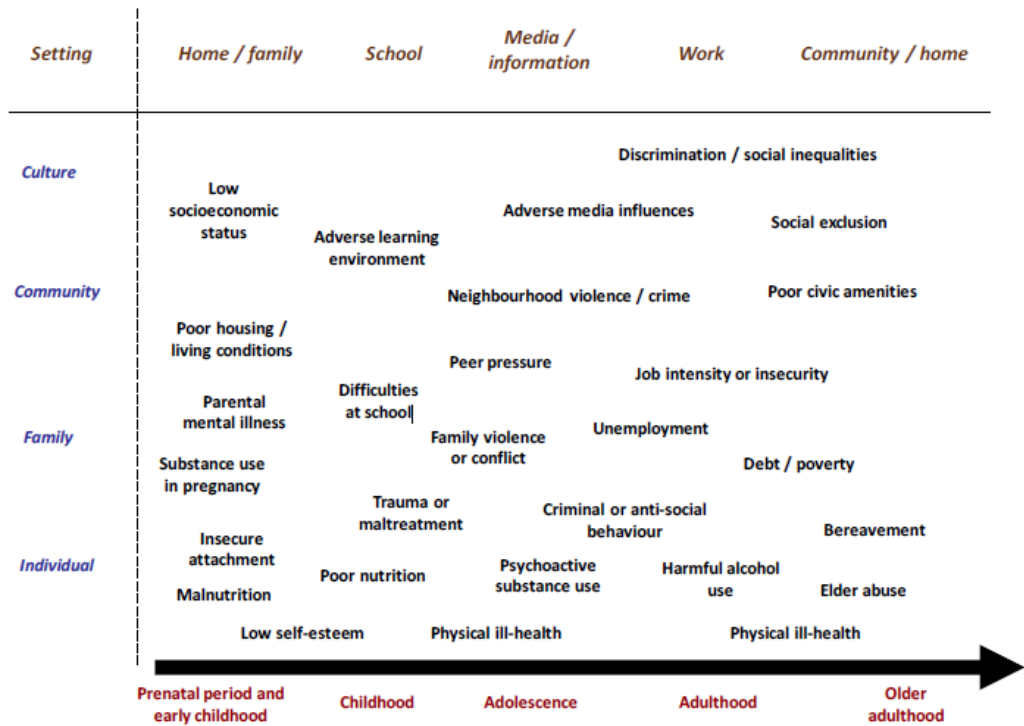 Setting
Home / family
School
Media /
information
Work
Community / home
Culture
Discrimination / social inequalities
Low
socioeconomic
status
Adverse media influences
Social exclusion
Adverse learning
environment
Community
Neighbourhood violence / crime
Poor civic amenities
Poor housing /
living conditions
Peer pressure
Job intensity or insecurity
Difficulties
at school
Parental
mental illness
Family
Family violence
or conflict
Unemployment
Substance use
in pregnancy
Debt / poverty
Trauma or
maltreatment
Criminal or anti-social
behaviour
Bereavement
Insecure
attachment
Individual
Poor nutrition
Psychoactive
substance use
Harmful alcohol
use
Elder abuse
Malnutrition
Low self-esteem
Physical ill-health
Physical ill-health
Prenatal period and
early childhood
Childhood
Adolescence
Adulthood
Older
adulthood